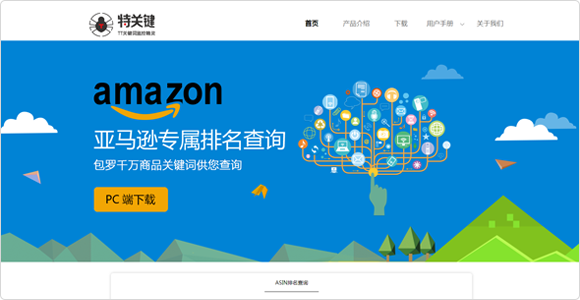 特关键
TT关键词监控精灵
首页
产品介绍
下载
用户手册
关于我们
amazon
亚马逊专属排名查询
包罗千万商品关键词供您查询
PC 端下载
ASIN排名查询